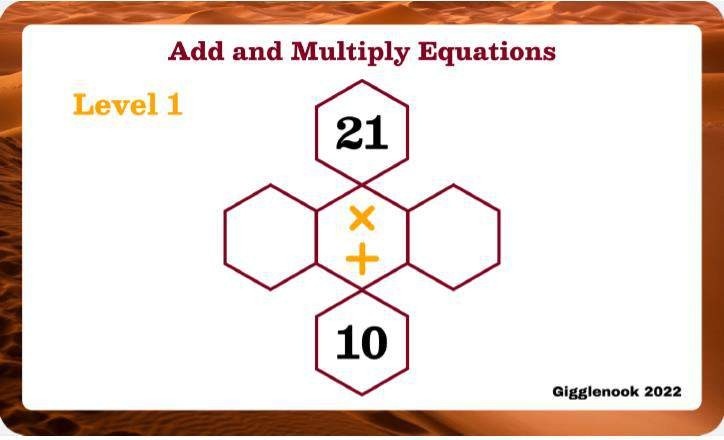 Add and Multiply Equations
Level 1
21
×
+
10
Gigglenook 2022